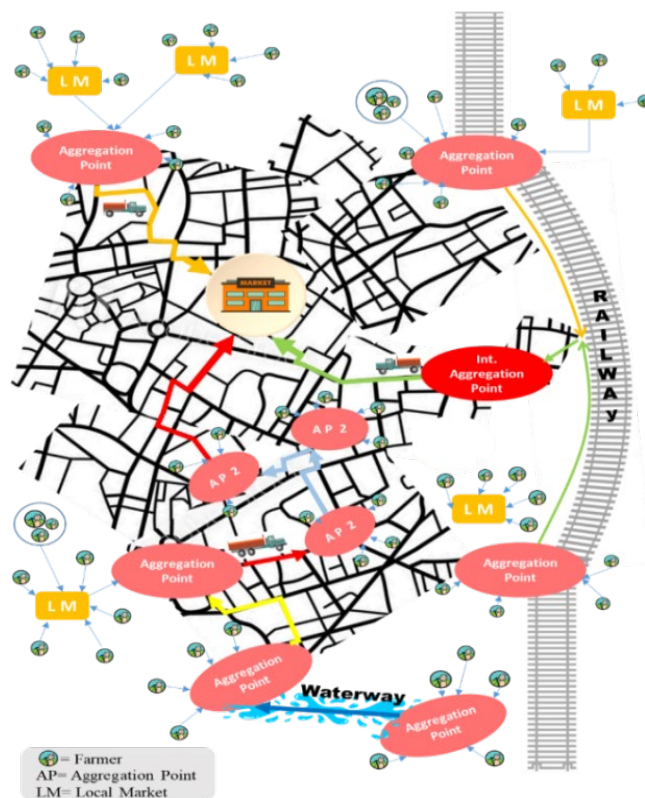 L M
L M
L M
Aggregation
Point
Aggregation
Point
MARKET
RAILWAY
Int.
Aggregation
Point
A P 2
A P 2
L M
A P 2
Aggregation
Point
Aggregation
Point
L M
Aggregation
Point
Waterway
Aggregation
Point
= Farmer
AP= Aggregation Point
LM= Local Market